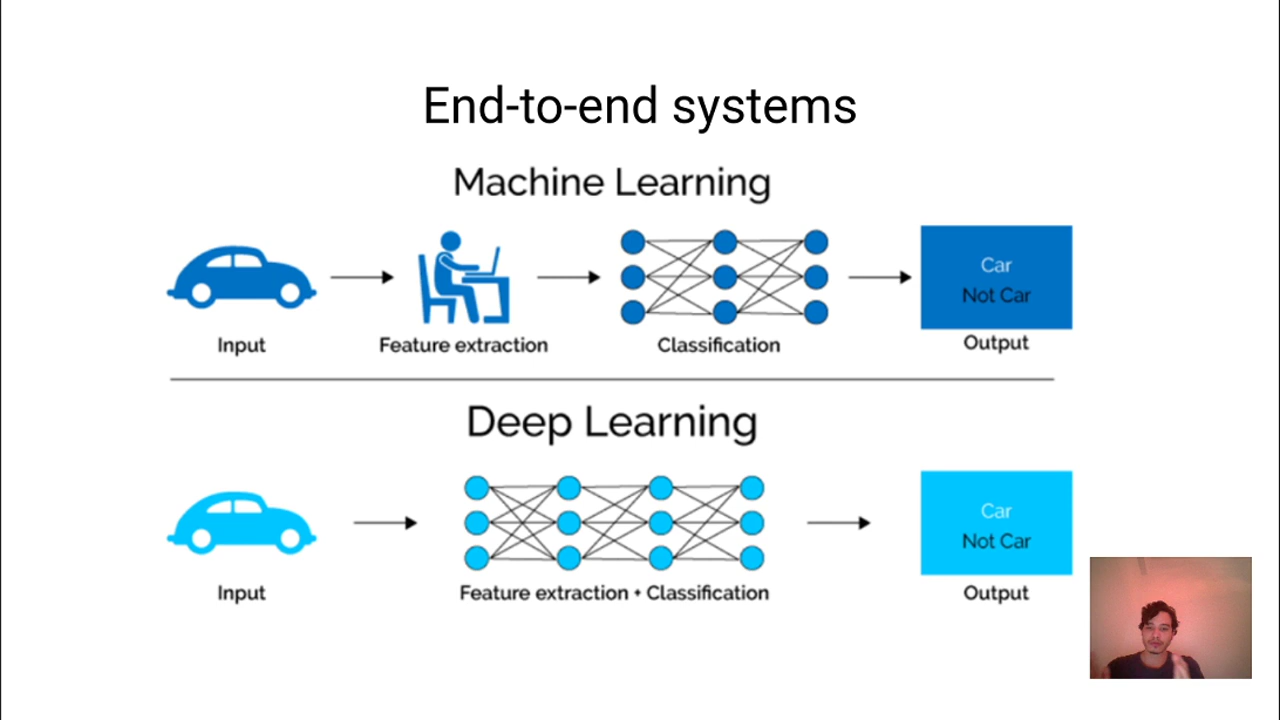 End-to-end systems
Machine Learning
Car
Not Car
Input
Feature extraction
Classification
Output
Deep Learning
Car
Not Car
Input
Feature extraction + Classification
Output